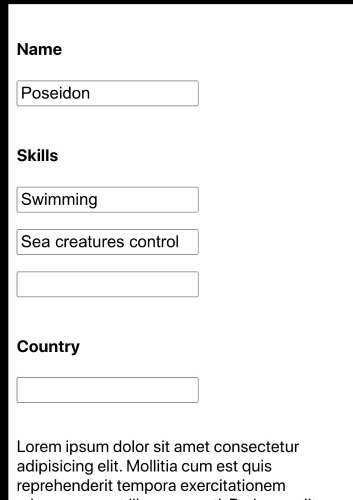 Name
Poseidon
Skills
Swimming
Sea creatures control
Country
Lorem ipsum dolor sit amet consectetur
adipisicing elit. Mollitia cum est quis
reprehenderit tempora exercitationem